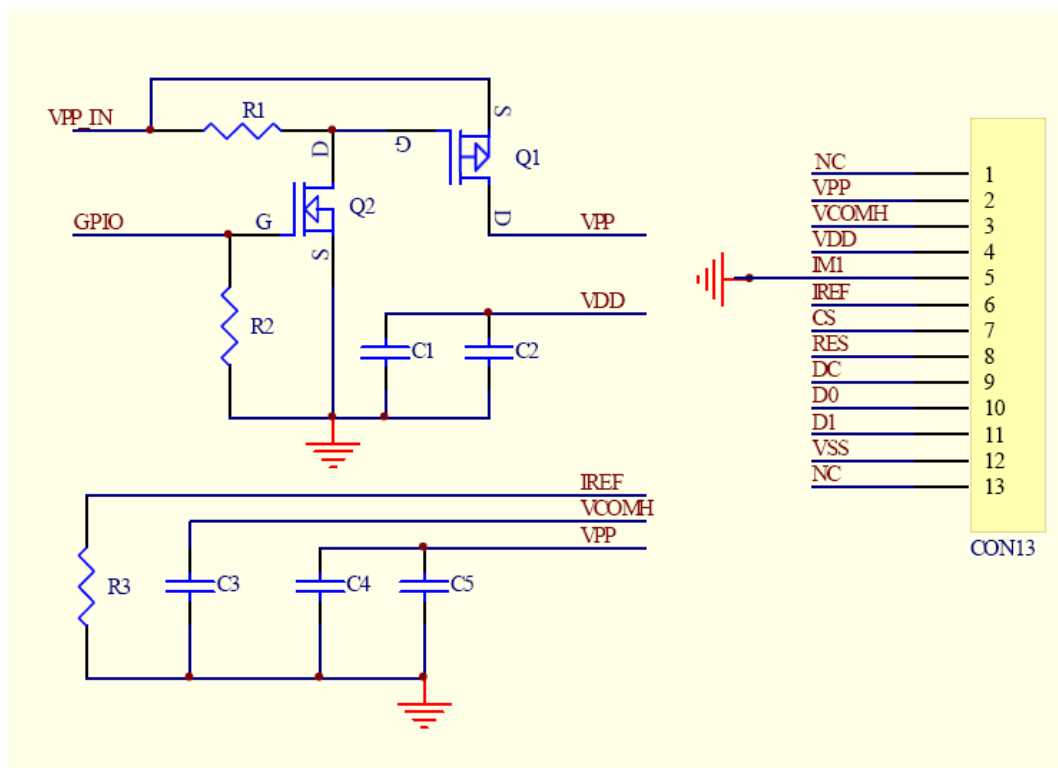 R1
VPP_IN
S
D
G
Q1
Q2
GPIO
G
S
D
VPP
R2
VDD
C1
C2
IREF
VCOMH
VPP
R3
C3
C4
C5
NC 1
VPP 2
VCOMH 3
VDD 4
IM1 5
IREF 6
CS 7
RES 8
DC 9
D0 10
D1 11
VSS 12
NC 13
CON13